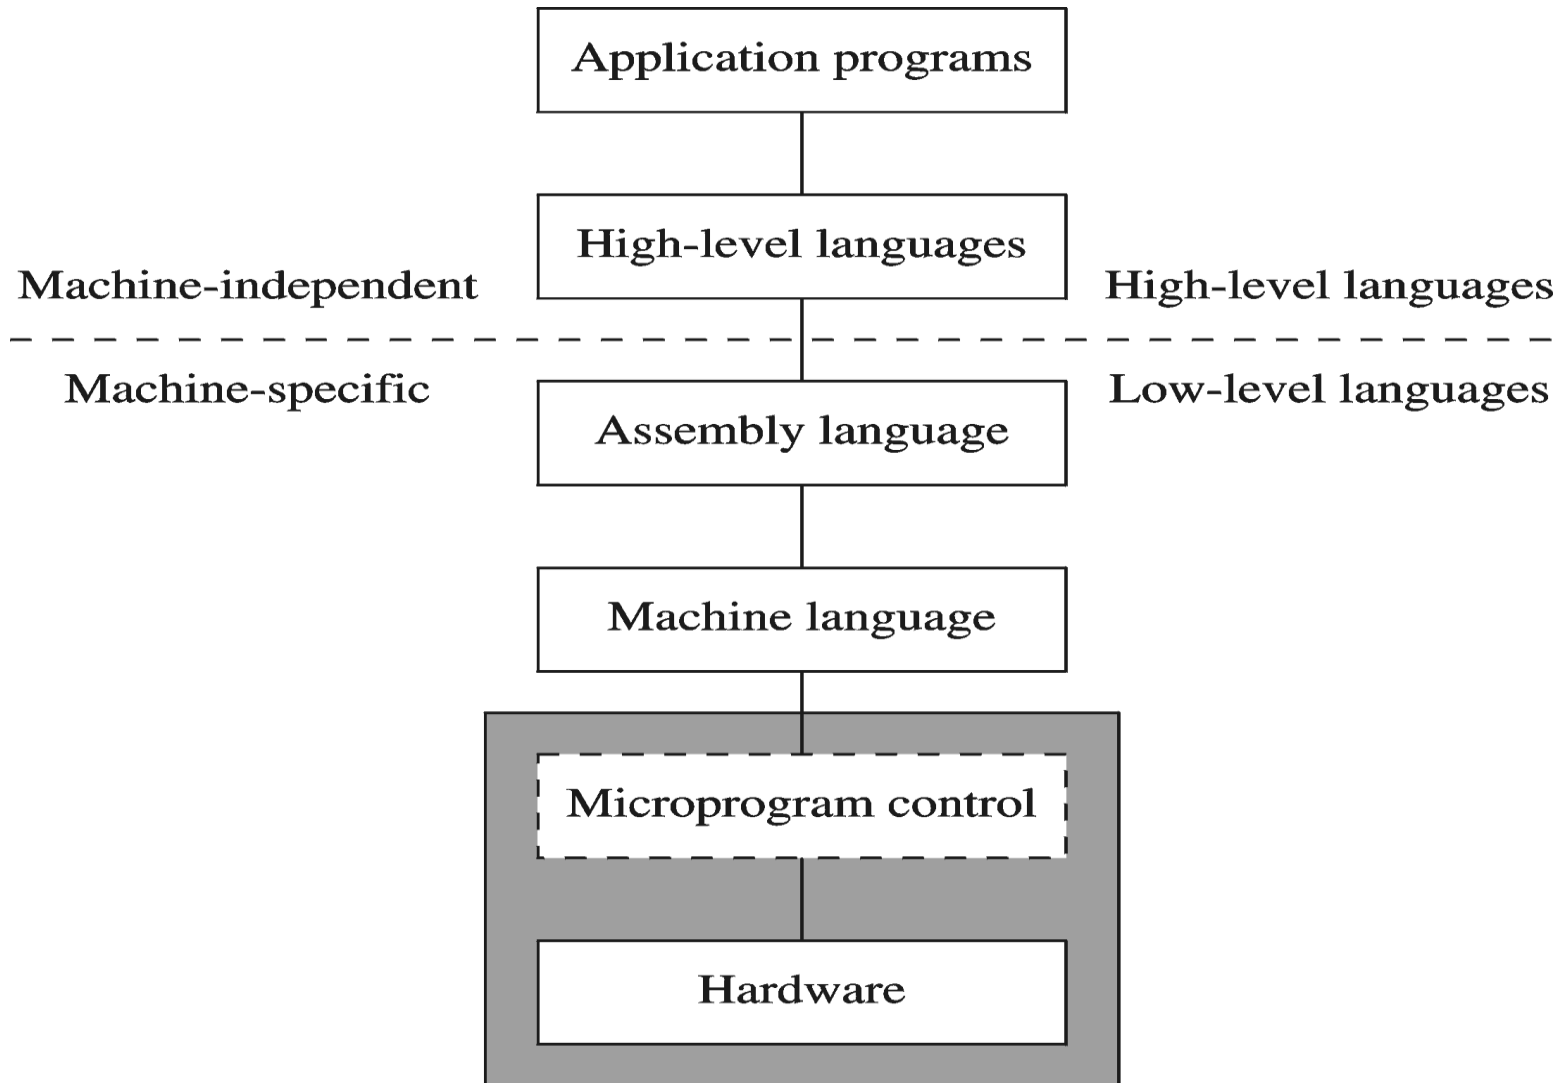 Application programs
High-level languages
Machine-independent
High-level languages
Machine-specific
Low-level languages
Assembly language
Machine language
Microprogram control
Hardware